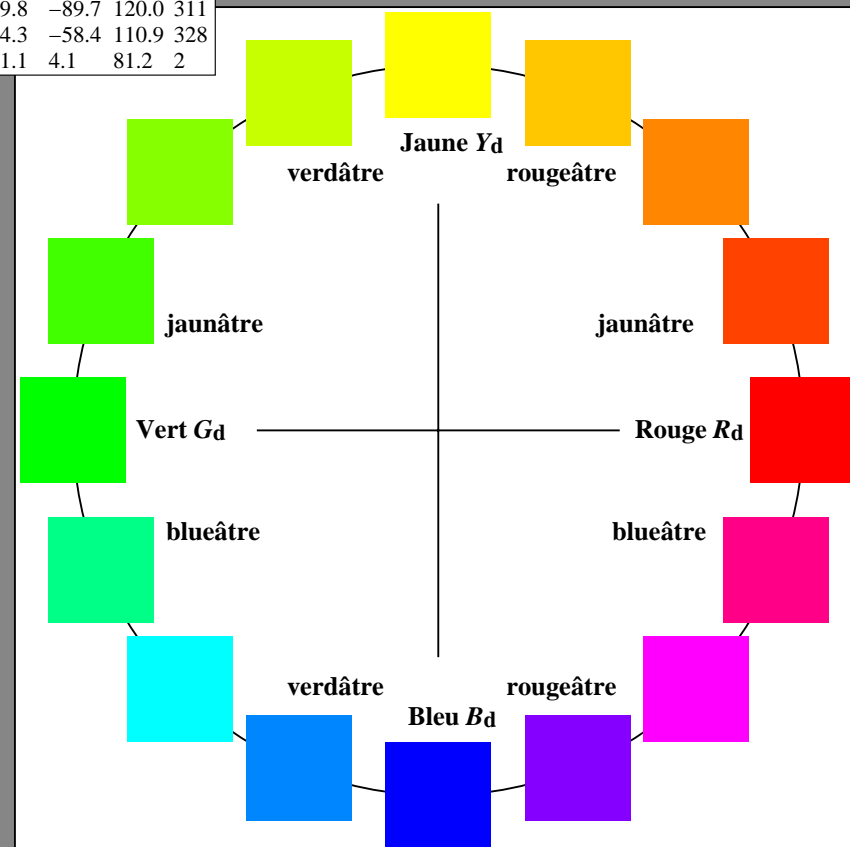 9.8 −89.7 120.0 311
4.3 −58.4 110.9 328
1.1 4.1 81.2 2
Jaune Yd
verdâtre rougeâtre
jaunâtre jaunâtre
Vert Gd Rouge Rd
blueâtre blueâtre
verdâtre rougeâtre
Bleu Bd